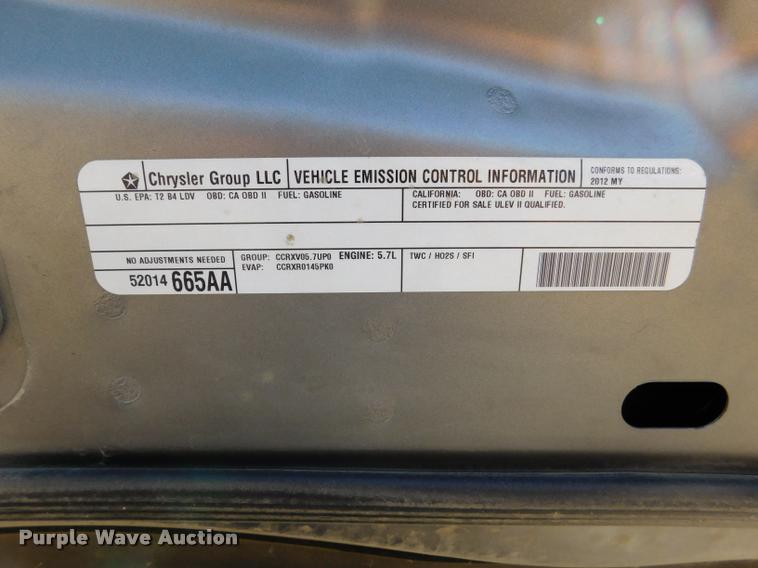 Chrysler Group LLC VEHICLE EMISSION CONTROL INFORMATION CONFORMS TO REGULATIONS:
2012 MY
U.S. EPA: T2 B4 LDV OBD: CA OBD II FUEL: GASOLINE
CALIFORNIA: OBD: CA OBD II FUEL: GASOLINE
CERTIFIED FOR SALE ULEV II QUALIFIED.
NO ADJUSTMENTS NEEDED
52014 665AA
GROUP: CCRXV05.7UP0 ENGINE: 5.7L
EVAP: CCRXR0145PK0
TWC / HO2S / SFI
Purple Wave Auction